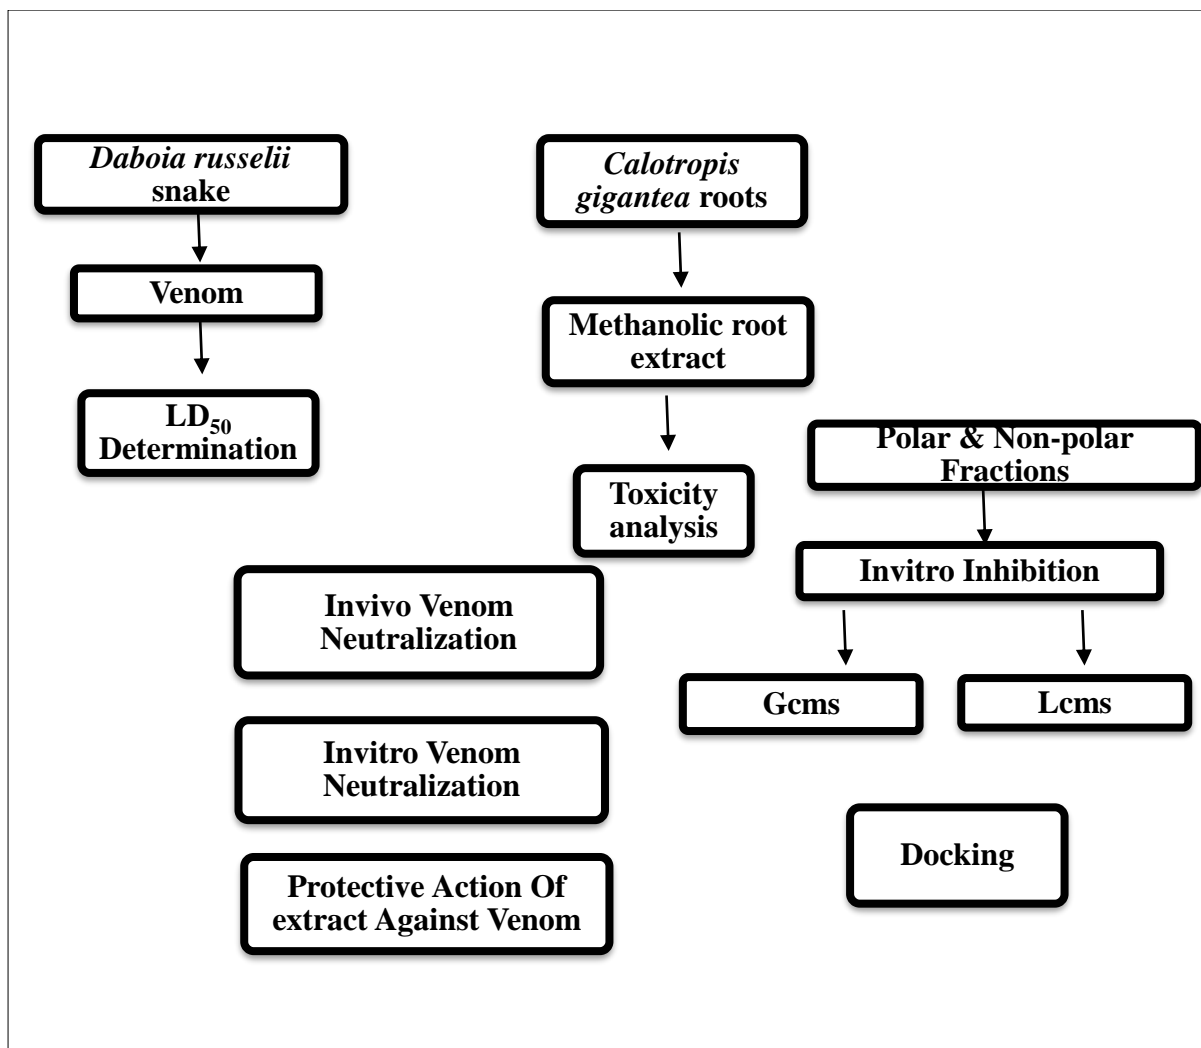 Daboia russelii
snake
Venom
LD₅₀
Determination
Calotropis
gigantea roots
Methanolic root
extract
Toxicity
analysis
Polar & Non-polar
Fractions
Invitro Inhibition
Gcms
Lcms
Docking
Invivo Venom
Neutralization
Invitro Venom
Neutralization
Protective Action Of
extract Against Venom